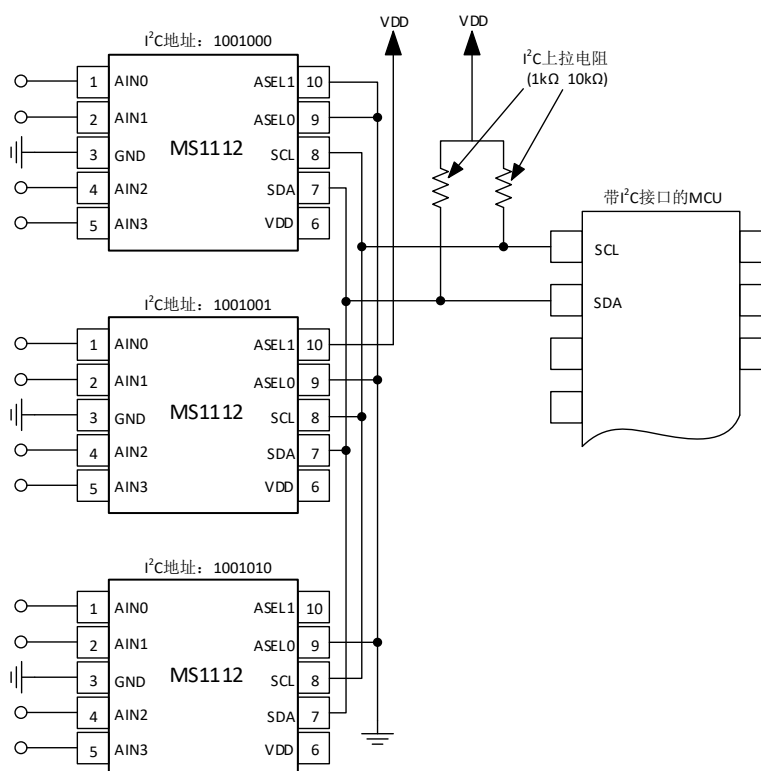 VDD
VDD
I²C地址：1001000
I²C上拉电阻
(1kΩ 10kΩ)
1 AIN0 ASEL1 10
2 AIN1 ASEL0 9
3 GND MS1112 SCL 8
4 AIN2 SDA 7
5 AIN3 VDD 6
带I²C接口的MCU
SCL
SDA
I²C地址：1001001
1 AIN0 ASEL1 10
2 AIN1 ASEL0 9
3 GND MS1112 SCL 8
4 AIN2 SDA 7
5 AIN3 VDD 6
I²C地址：1001010
1 AIN0 ASEL1 10
2 AIN1 ASEL0 9
3 GND MS1112 SCL 8
4 AIN2 SDA 7
5 AIN3 VDD 6